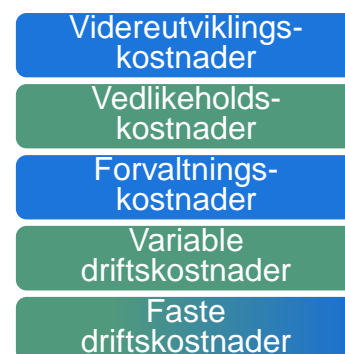 Videreutviklings-
kostnader
Vedlikeholds-
kostnader
Forvaltnings-
kostnader
Variable
driftskostnader
Faste
driftskostnader